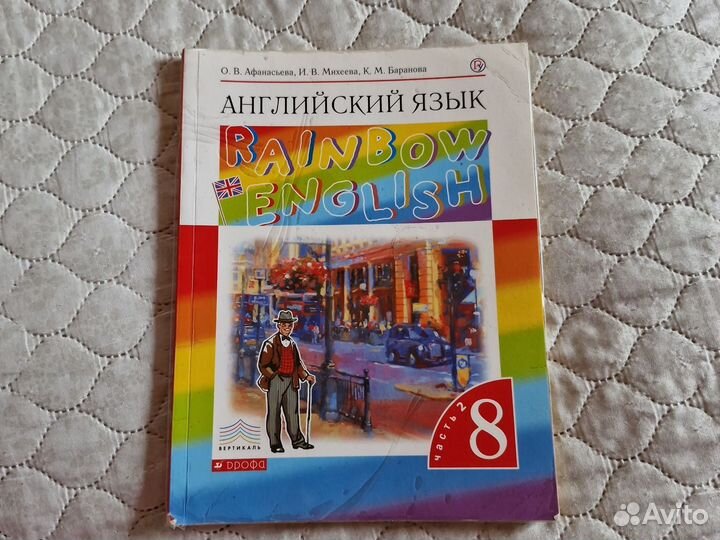 О. В. Афанасьева, И. В. Михеева, К. М. Баранова
АНГЛИЙСКИЙ ЯЗЫК
RAINBOW
ENGLISH
часть 2
8
ВЕРТИКАЛЬ
дрофа
Avito